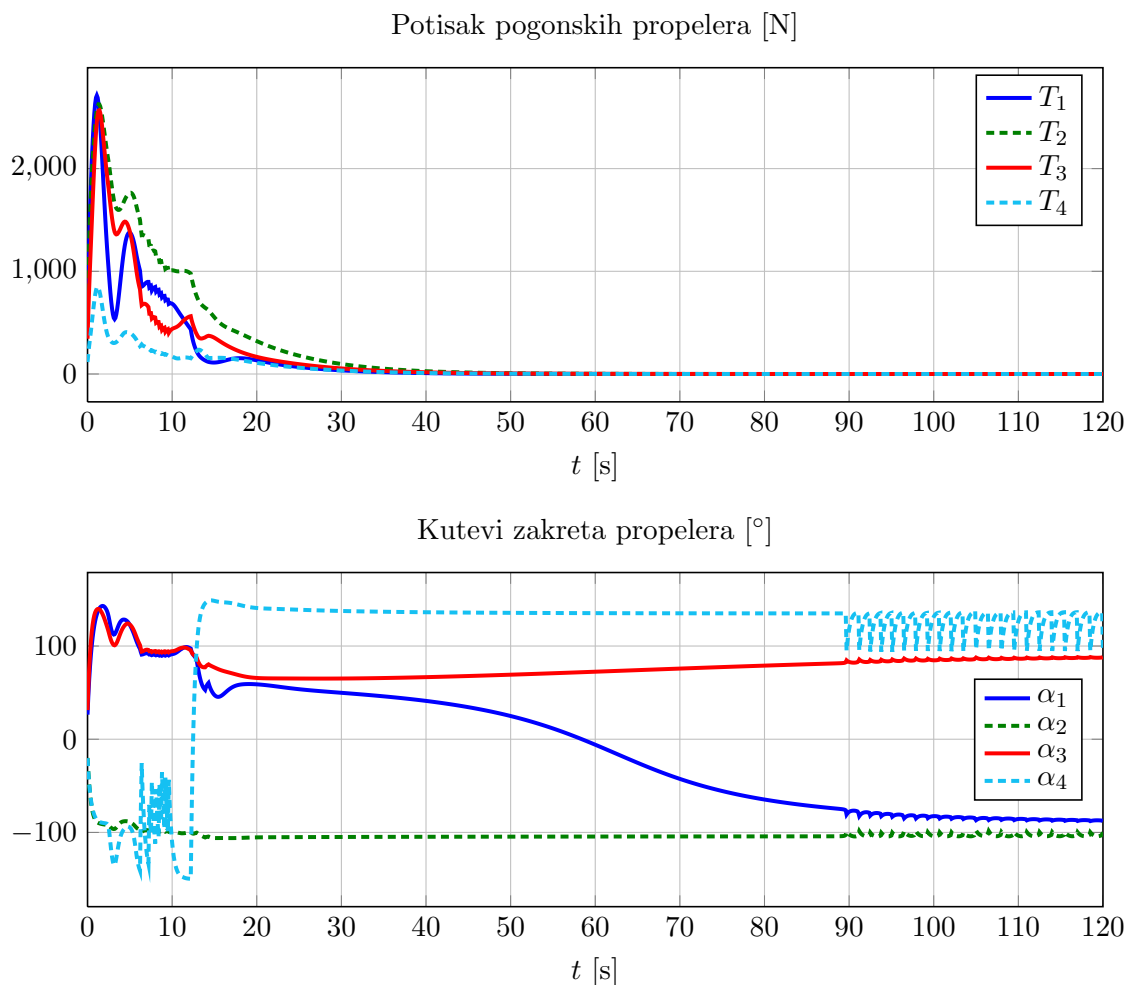 Potisak pogonskih propelera [N]
T1
T2
T3
T4
2,000
1,000
0
0 10 20 30 40 50 60 70 80 90 100 110 120
t [s]
Kutevi zakreta propelera [°]
100
0
−100
α1
α2
α3
α4
0 10 20 30 40 50 60 70 80 90 100 110 120
t [s]